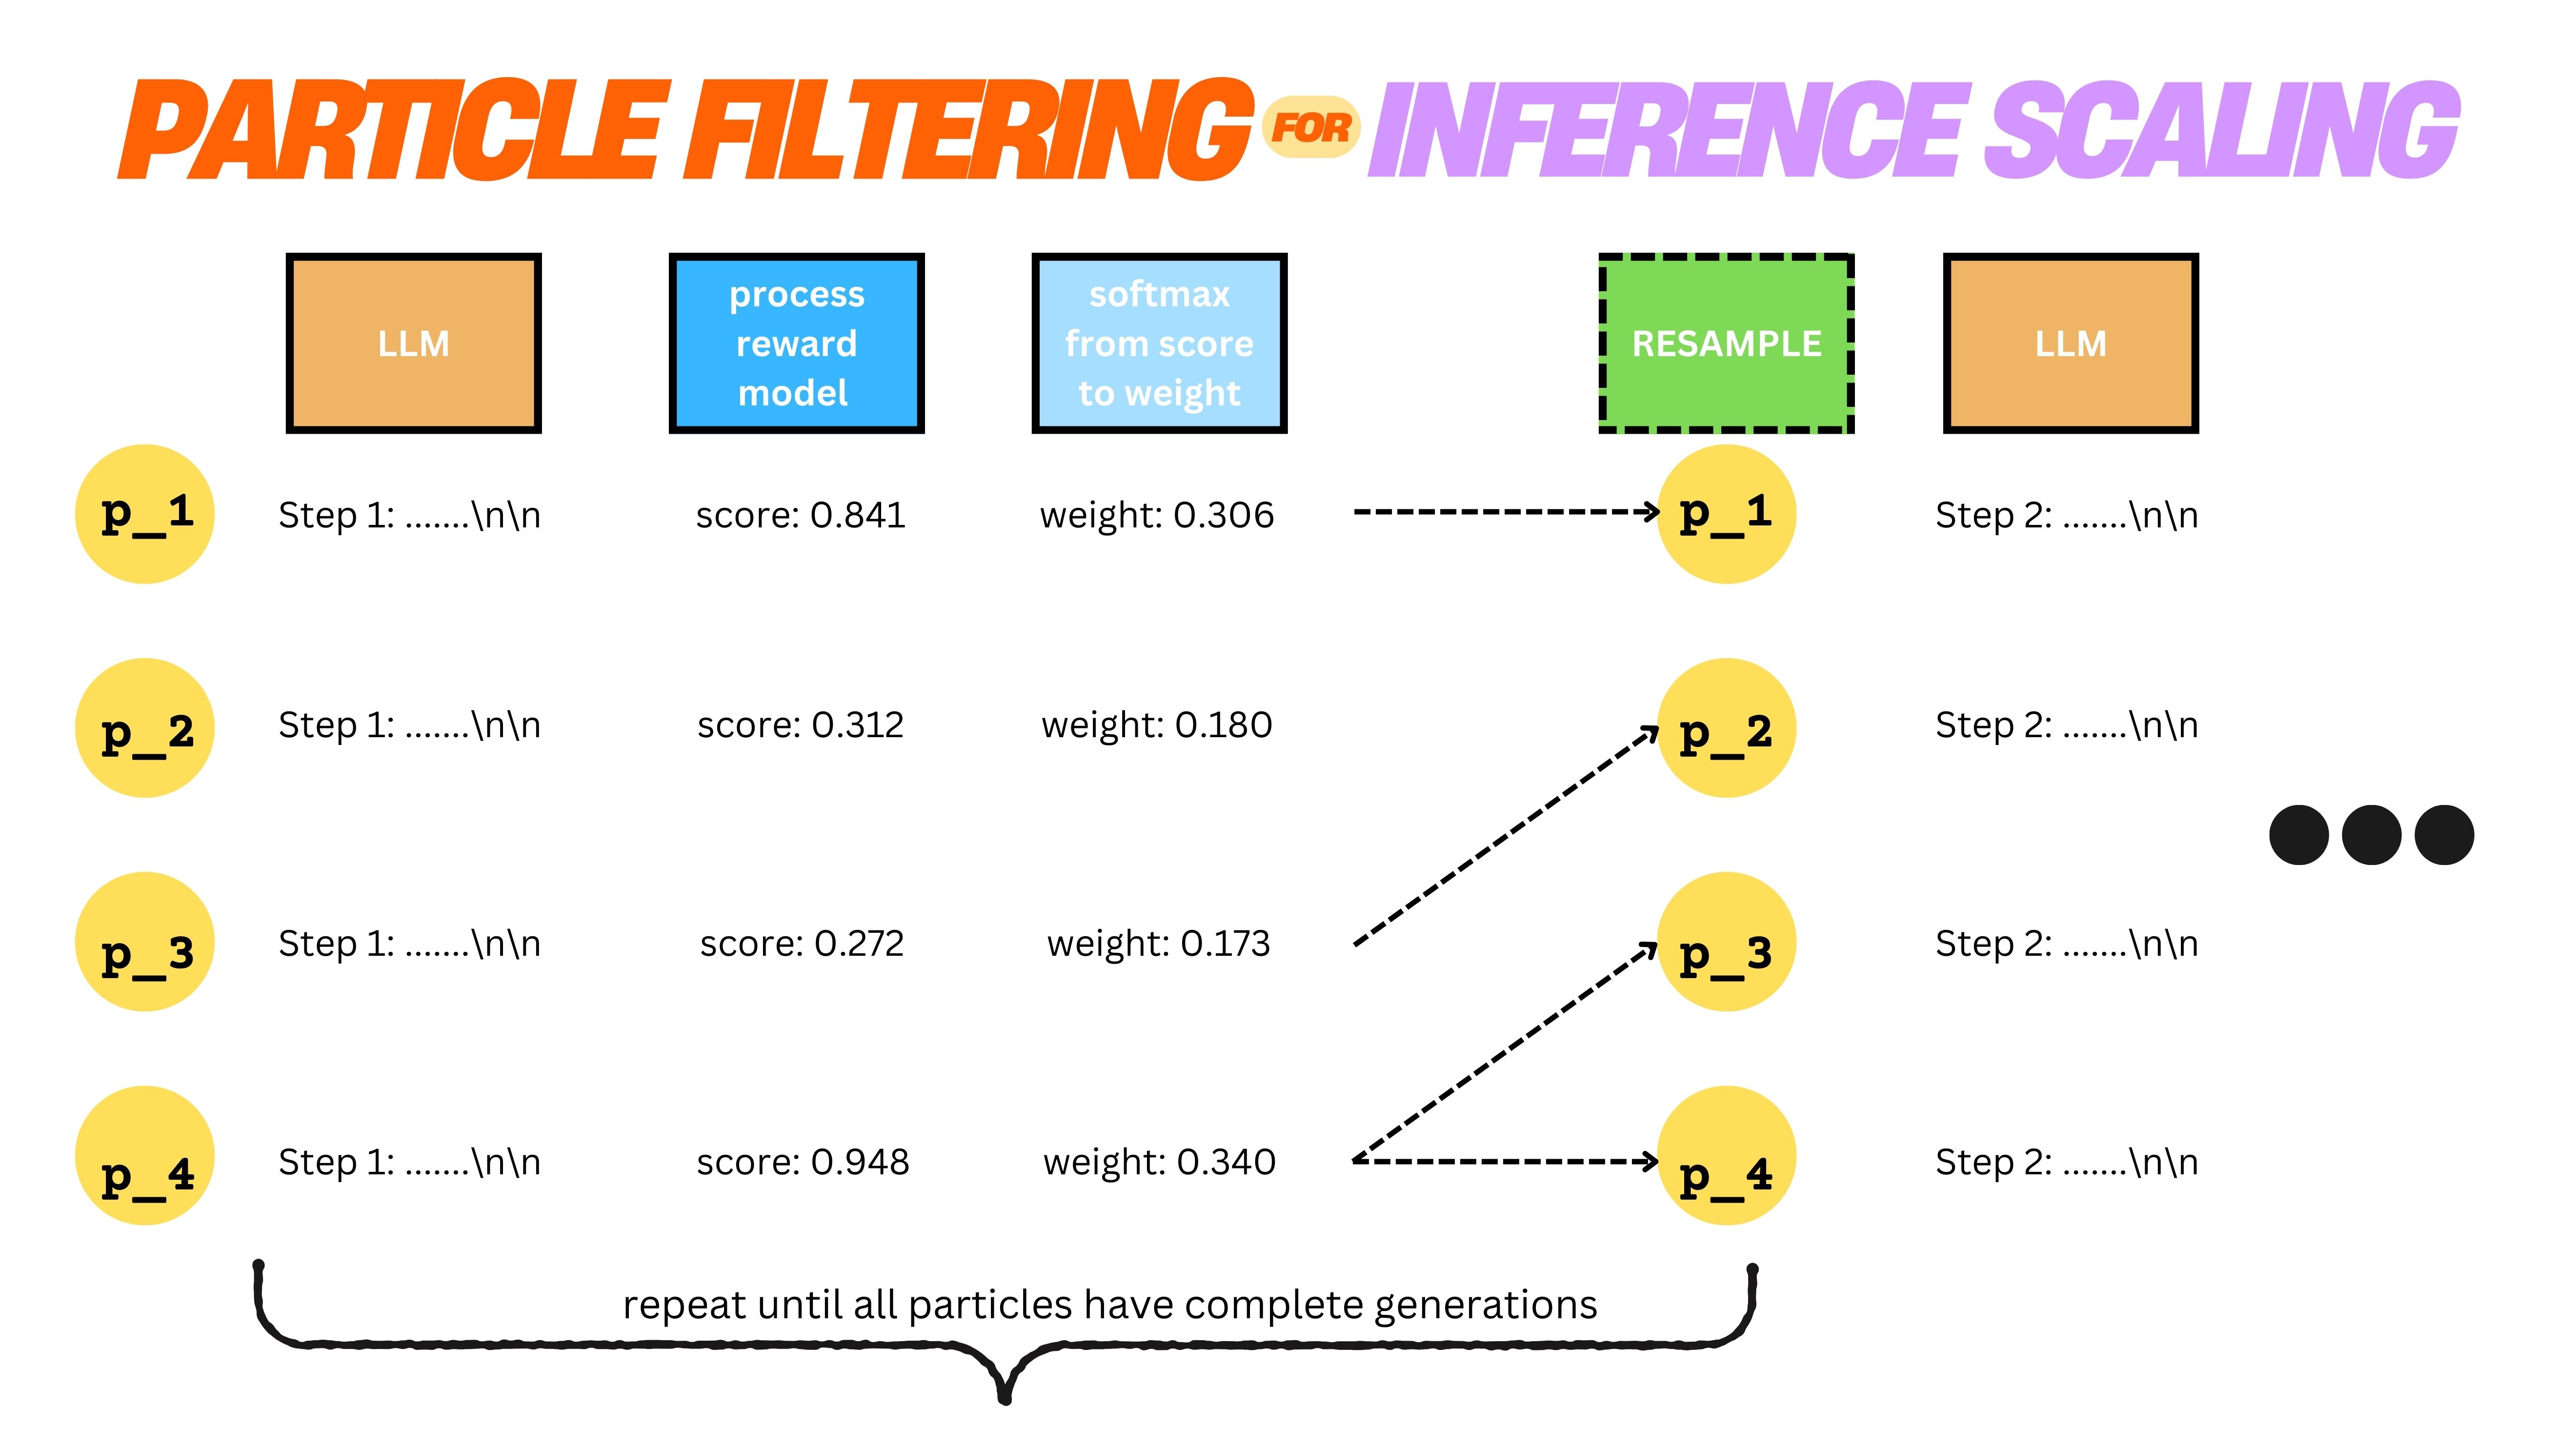 PARTICLE FILTERING FOR INFERENCE SCALING
LLM
process
reward
model
softmax
from score
to weight
RESAMPLE
LLM
p_1 Step 1: .......\n\n score: 0.841 weight: 0.306 p_1 Step 2: .......\n\n
p_2 Step 1: .......\n\n score: 0.312 weight: 0.180 p_2 Step 2: .......\n\n
p_3 Step 1: .......\n\n score: 0.272 weight: 0.173 p_3 Step 2: .......\n\n
p_4 Step 1: .......\n\n score: 0.948 weight: 0.340 p_4 Step 2: .......\n\n
repeat until all particles have complete generations